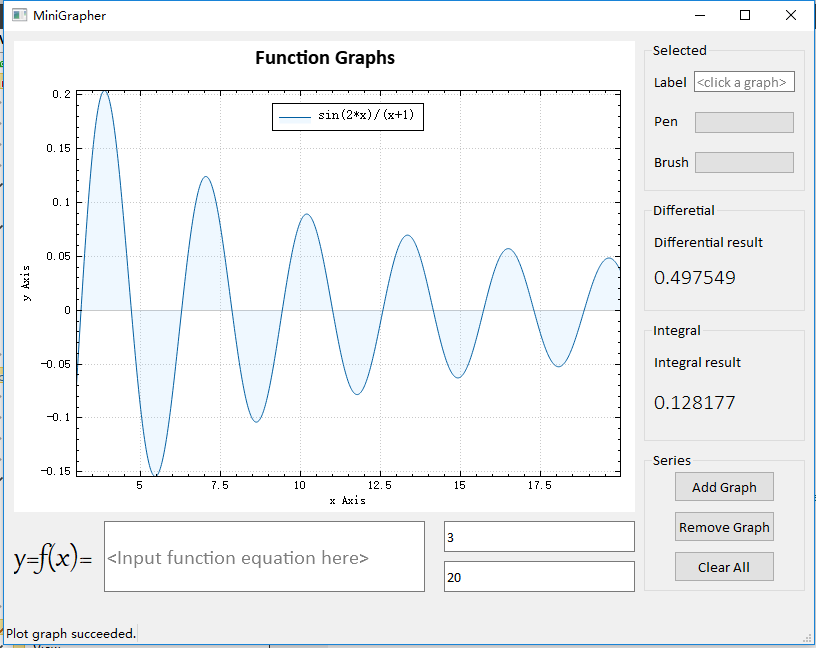 MiniGrapher
Function Graphs
sin(2*x)/(x+1)
0.2
0.15
0.1
0.05
0
-0.05
-0.1
-0.15
y Axis
5 7.5 10 12.5 15 17.5
x Axis
Selected
Label <click a graph>
Pen
Brush
Differetial
Differential result
0.497549
Integral
Integral result
0.128177
Series
Add Graph
Remove Graph
Clear All
y=f(x)= <Input function equation here>
3
20
Plot graph succeeded.